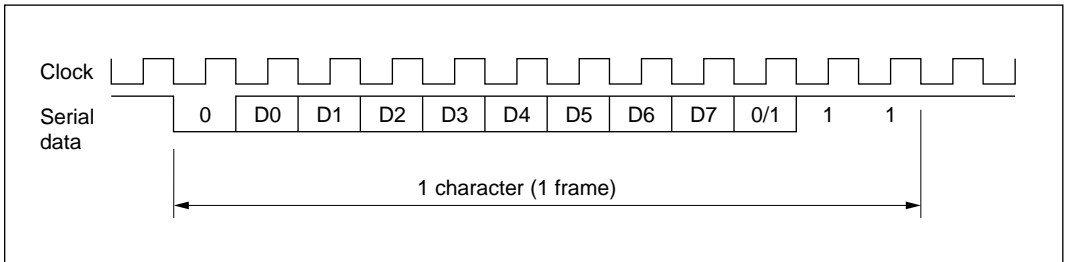 Clock
Serial
data
0 D0 D1 D2 D3 D4 D5 D6 D7 0/1 1 1
1 character (1 frame)